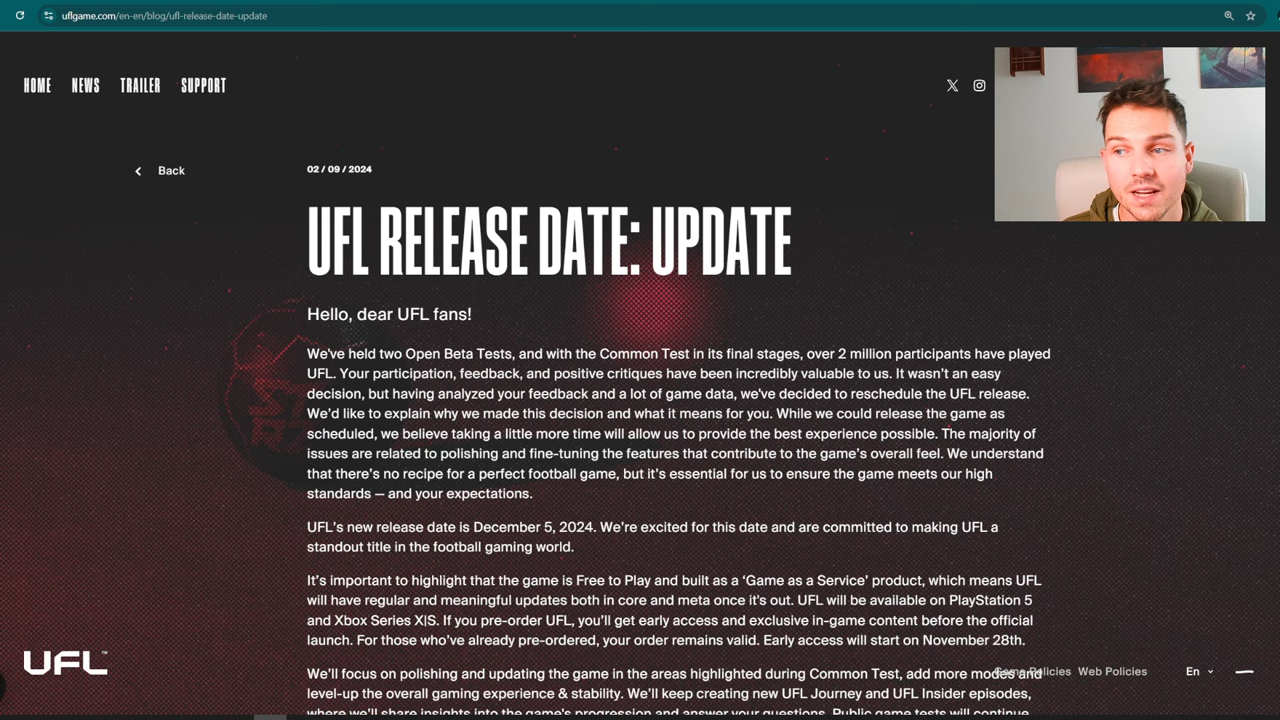 uflgame.com/en-en/blog/ufl-release-date-update
HOME NEWS TRAILER SUPPORT
Back
02 / 09 / 2024
UFL RELEASE DATE: UPDATE
Hello, dear UFL fans!
We've held two Open Beta Tests, and with the Common Test in its final stages, over 2 million participants have played
UFL. Your participation, feedback, and positive critiques have been incredibly valuable to us. It wasn't an easy
decision, but having analyzed your feedback and a lot of game data, we've decided to reschedule the UFL release.
We'd like to explain why we made this decision and what it means for you. While we could release the game as
scheduled, we believe taking a little more time will allow us to provide the best experience possible. The majority of
issues are related to polishing and fine-tuning the features that contribute to the game's overall feel. We understand
that there's no recipe for a perfect football game, but it's essential for us to ensure the game meets our high
standards — and your expectations.
UFL's new release date is December 5, 2024. We're excited for this date and are committed to making UFL a
standout title in the football gaming world.
It's important to highlight that the game is Free to Play and built as a 'Game as a Service' product, which means UFL
will have regular and meaningful updates both in core and meta once it's out. UFL will be available on PlayStation 5
and Xbox Series X|S. If you pre-order UFL, you'll get early access and exclusive in-game content before the official
launch. For those who've already pre-ordered, your order remains valid. Early access will start on November 28th.
We'll focus on polishing and updating the game in the areas highlighted during Common Test, add more modes and
level-up the overall gaming experience & stability. We'll keep creating new UFL Journey and UFL Insider episodes,
where we'll share insights into the game's progression and answer your questions. Public game tests will continue
UFL™
Game Policies Web Policies
En